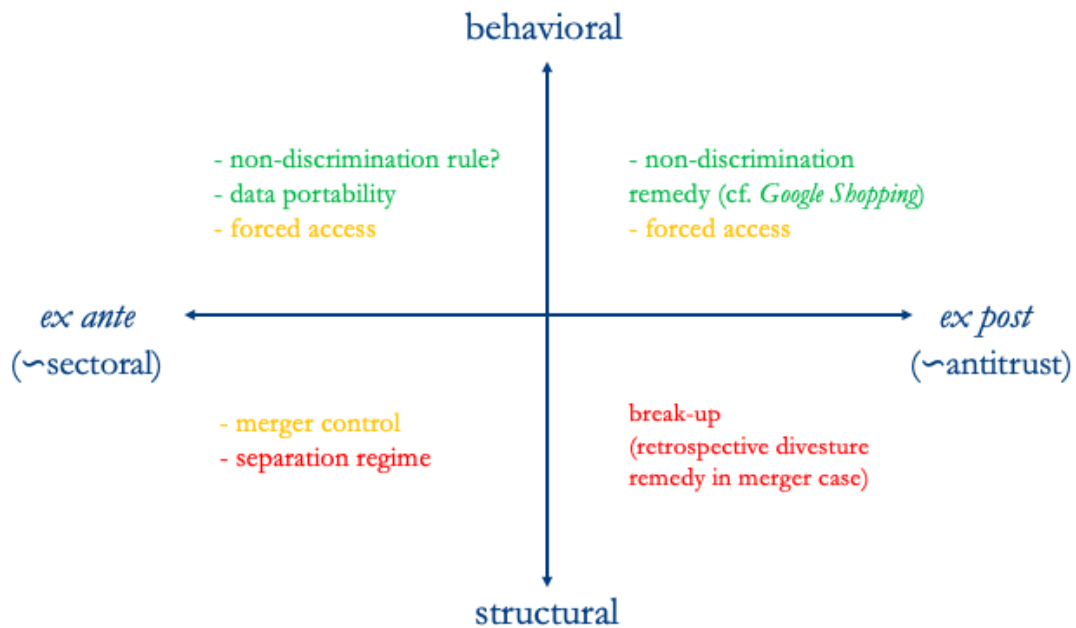 behavioral
- non-discrimination rule?
- data portability
- forced access
- non-discrimination
remedy (cf. Google Shopping)
- forced access
ex ante
(∽sectoral)
ex post
(∽antitrust)
- merger control
- separation regime
break-up
(retrospective divesture
remedy in merger case)
structural